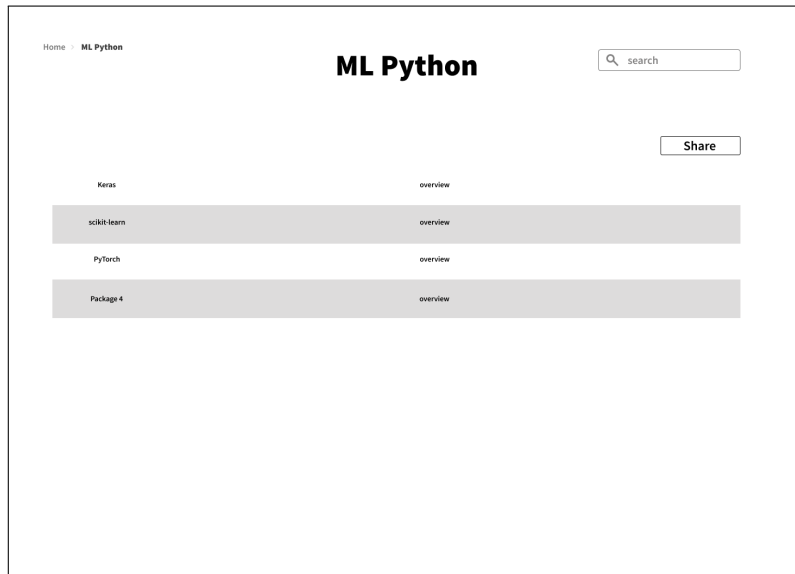 Home > ML Python
ML Python
search
Share
Keras overview
scikit-learn overview
PyTorch overview
Package 4 overview